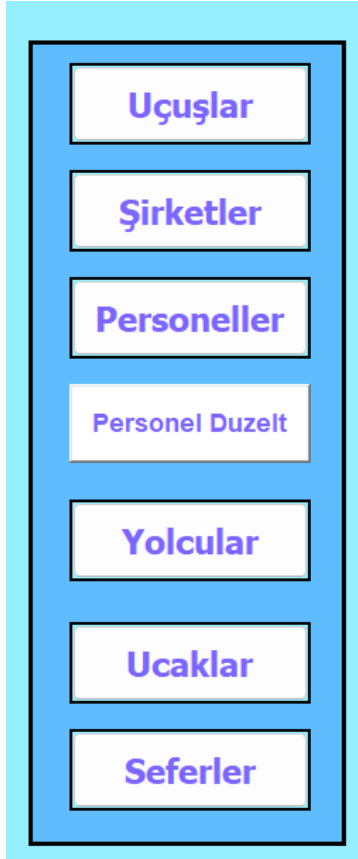 Uçuşlar
Şirketler
Personeller
Personel Duzelt
Yolcular
Ucaklar
Seferler